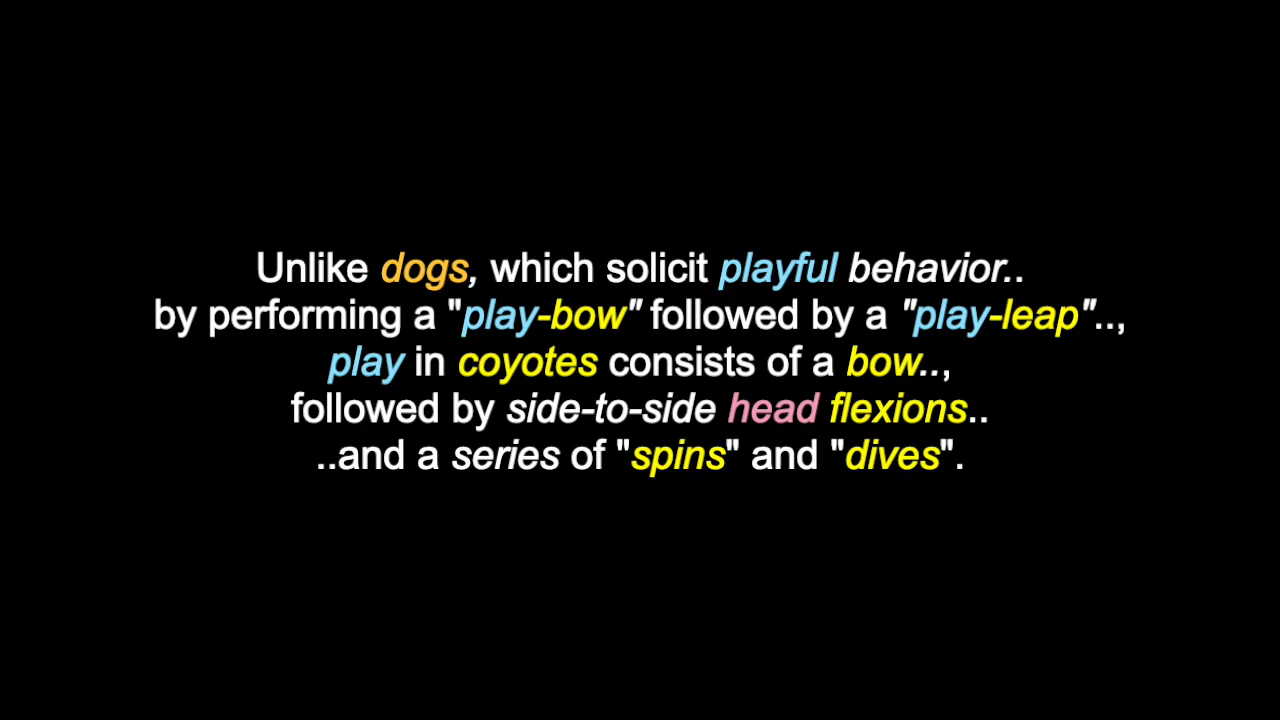 Unlike dogs, which solicit playful behavior..
by performing a "play-bow" followed by a "play-leap"..,
play in coyotes consists of a bow..,
followed by side-to-side head flexions..
..and a series of "spins" and "dives".